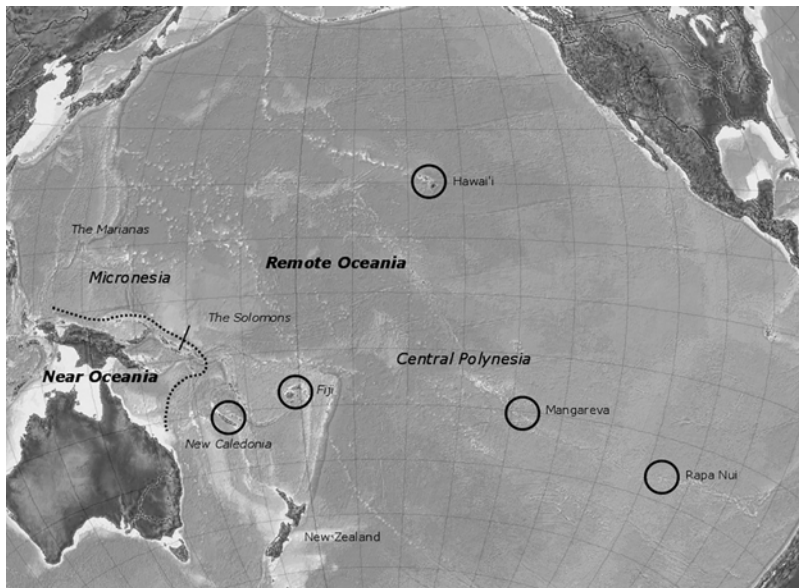 Hawai'i
The Marianas
Remote Oceania
Micronesia
The Solomons
Central Polynesia
Near Oceania
Fiji
Mangareva
New Caledonia
Rapa Nui
New Zealand